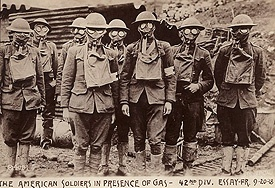 THE AMERICAN SOLDIERS IN PRESENCE OF GAS - 42ND DIV. ESSAY-FR. 9-20-18